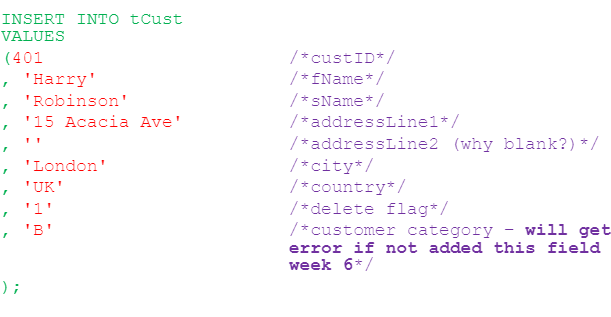 INSERT INTO tCust
VALUES
(401 /*custID*/
, 'Harry' /*fName*/
, 'Robinson' /*sName*/
, '15 Acacia Ave' /*addressLine1*/
, '' /*addressLine2 (why blank?)*/
, 'London' /*city*/
, 'UK' /*country*/
, '1' /*delete flag*/
, 'B' /*customer category – will get
error if not added this field
week 6*/
);